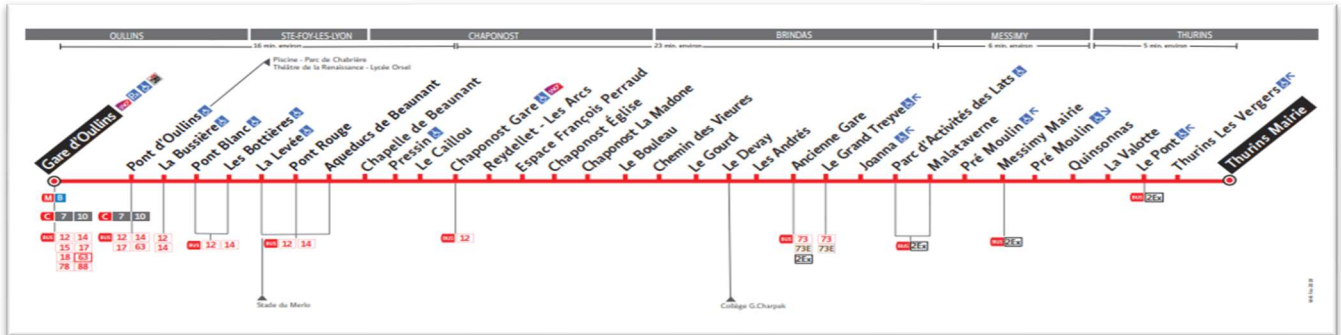 OULLINS
STE-FOY-LES-LYON
CHAPONOST
BRINDAS
MESSIMY
THURINS
16 min. environ
23 min. environ
6 min. environ
5 min. environ
Piscine - Parc de Chabrière
Théâtre de la Renaissance - Lycée Orsel
Gare d'Oullins
Pont d'Oullins
La Bussière
Pont Blanc
Les Bottières
La Levée
Pont Rouge
Aqueducs de Beaunant
Chapelle de Beaunant
Pressin
Le Caillou
Chaponost Gare
Reydellet - Les Arcs
Espace François Perraud
Chaponost Église
Chaponost La Madone
Le Bouleau
Chemin des Vieures
Le Gourd
Le Devay
Les Andrés
Ancienne Gare
Le Grand Treyve
Joanna
Parc d'Activités des Lats
Malataverne
Pré Moulin
Messimy Mairie
Pré Moulin
Quinsonnas
La Valotte
Le Pont
Thurins Les Vergers
Thurins Mairie
M B
C 7 10
BUS 12 14
15 17
18 63
78 88
C 7 10
BUS 12 14
17 63
12
14
BUS 12 14
BUS 12 14
BUS 12
BUS 73
73E
2Ex
73
73E
BUS 2Ex
BUS 2Ex
BUS 2Ex
Stade du Merlo
Collège G.Charpak